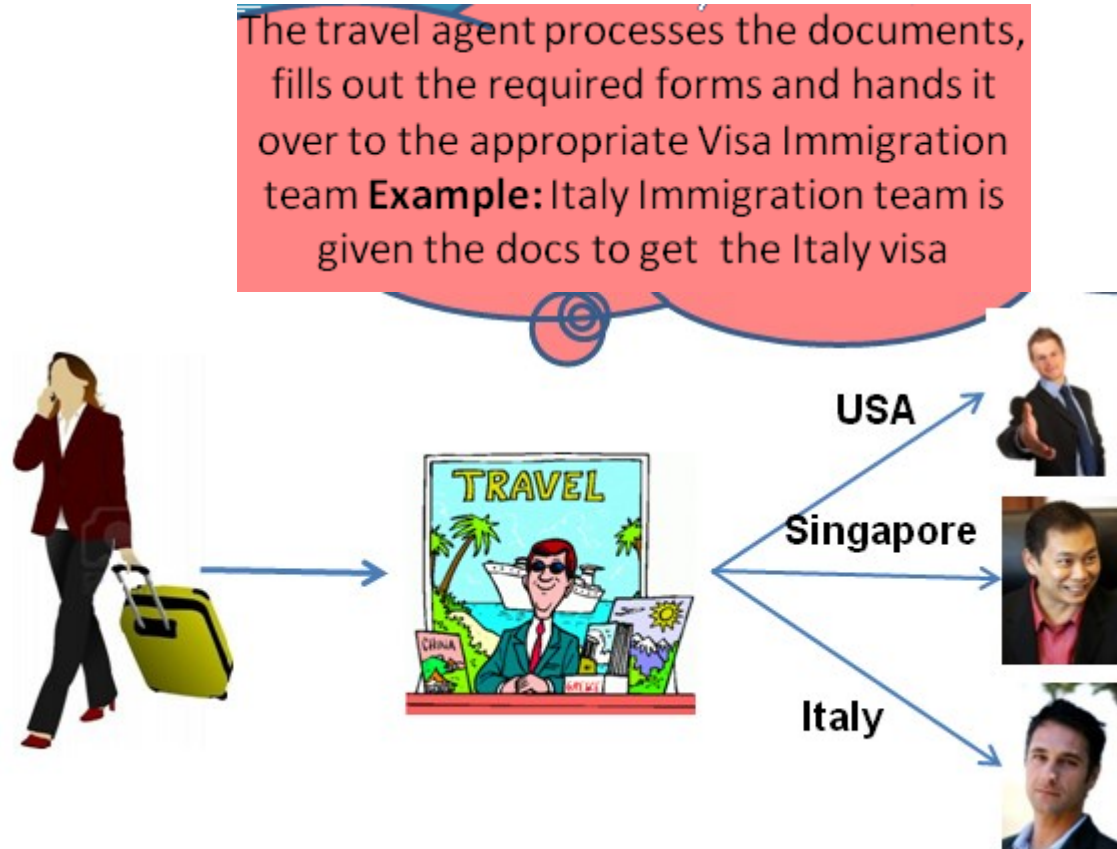 The travel agent processes the documents,
fills out the required forms and hands it
over to the appropriate Visa Immigration
team Example: Italy Immigration team is
given the docs to get the Italy visa
USA
TRAVEL
Singapore
CHINA
Italy